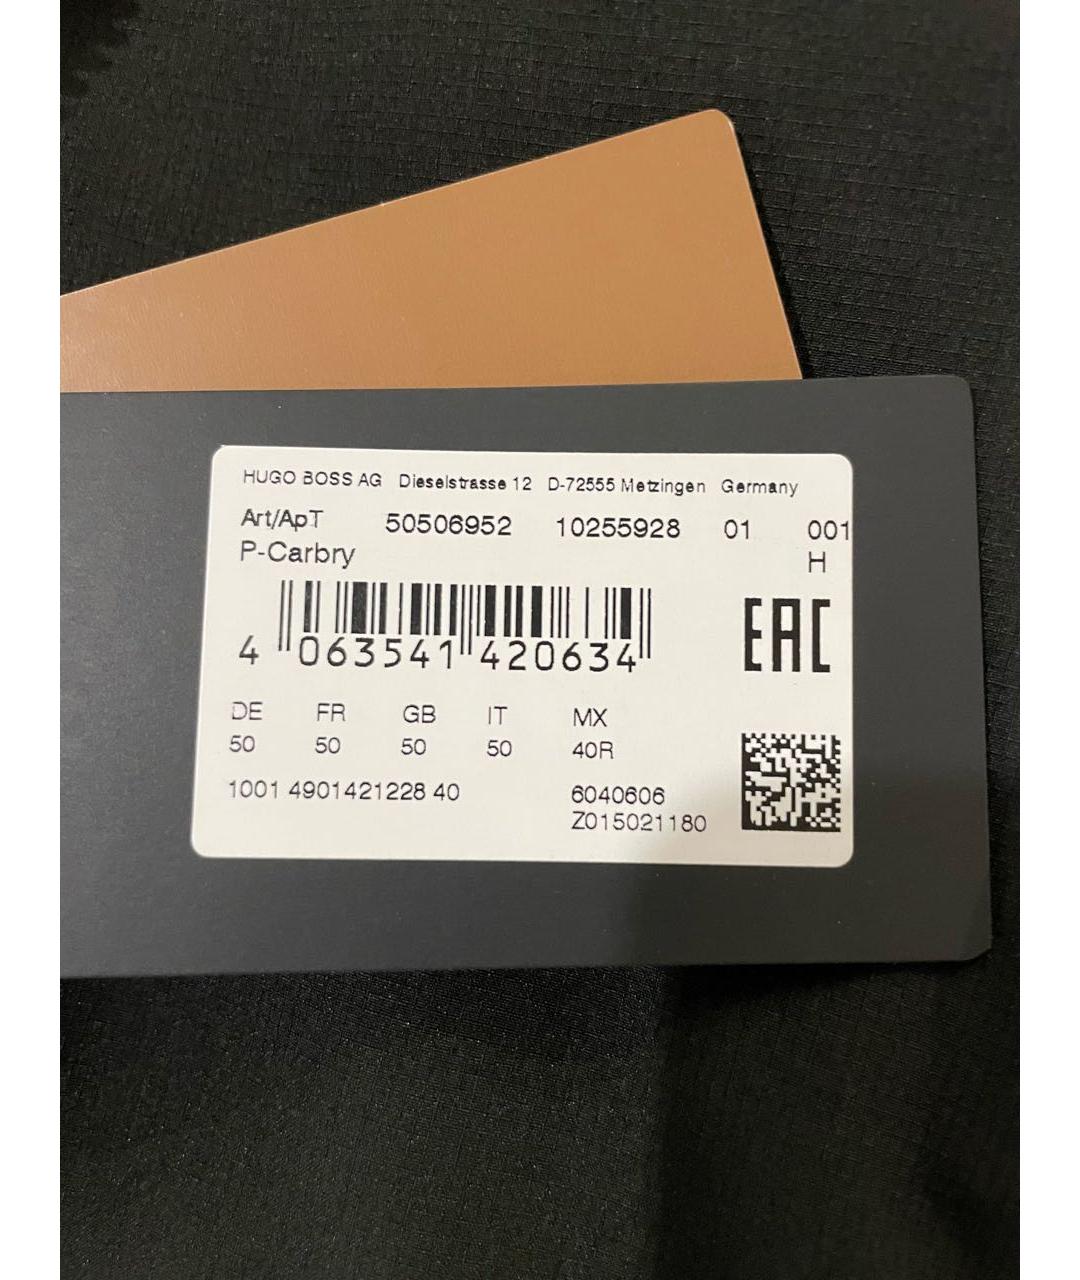 HUGO BOSS AG Dieselstrasse 12 D-72555 Metzingen Germany
Art/ApT 50506952 10255928 01 001
P-Carbry H
4 063541 420634
EAC
DE FR GB IT MX
50 50 50 50 40R
1001 4901421228 40 6040606
Z015021180